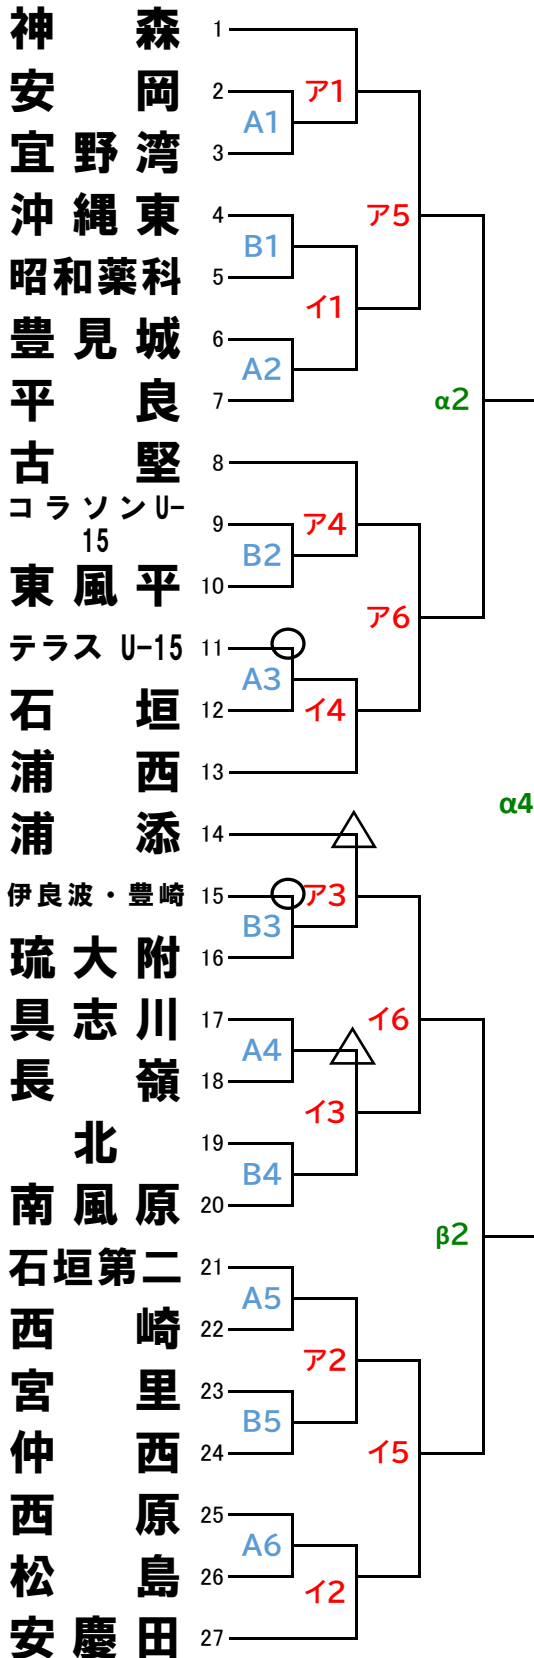 神森 1
安岡 2
ア1
A1
宜野湾 3
沖縄東 4
ア5
B1
昭和薬科 5
イ1
豊見城 6
A2
平良 7
α2
古堅 8
コラソンU-
15
9
ア4
B2
東風平 10
ア6
テラス U-15 11
A3
石垣 12
イ4
浦西 13
α4
浦添 14
伊良波・豊崎 15
ア3
B3
琉大附 16
具志川 17
イ6
A4
長嶺 18
イ3
北 19
B4
南風原 20
β2
石垣第二 21
A5
西崎 22
ア2
宮里 23
B5
仲西 24
イ5
西原 25
A6
松島 26
イ2
安慶田 27